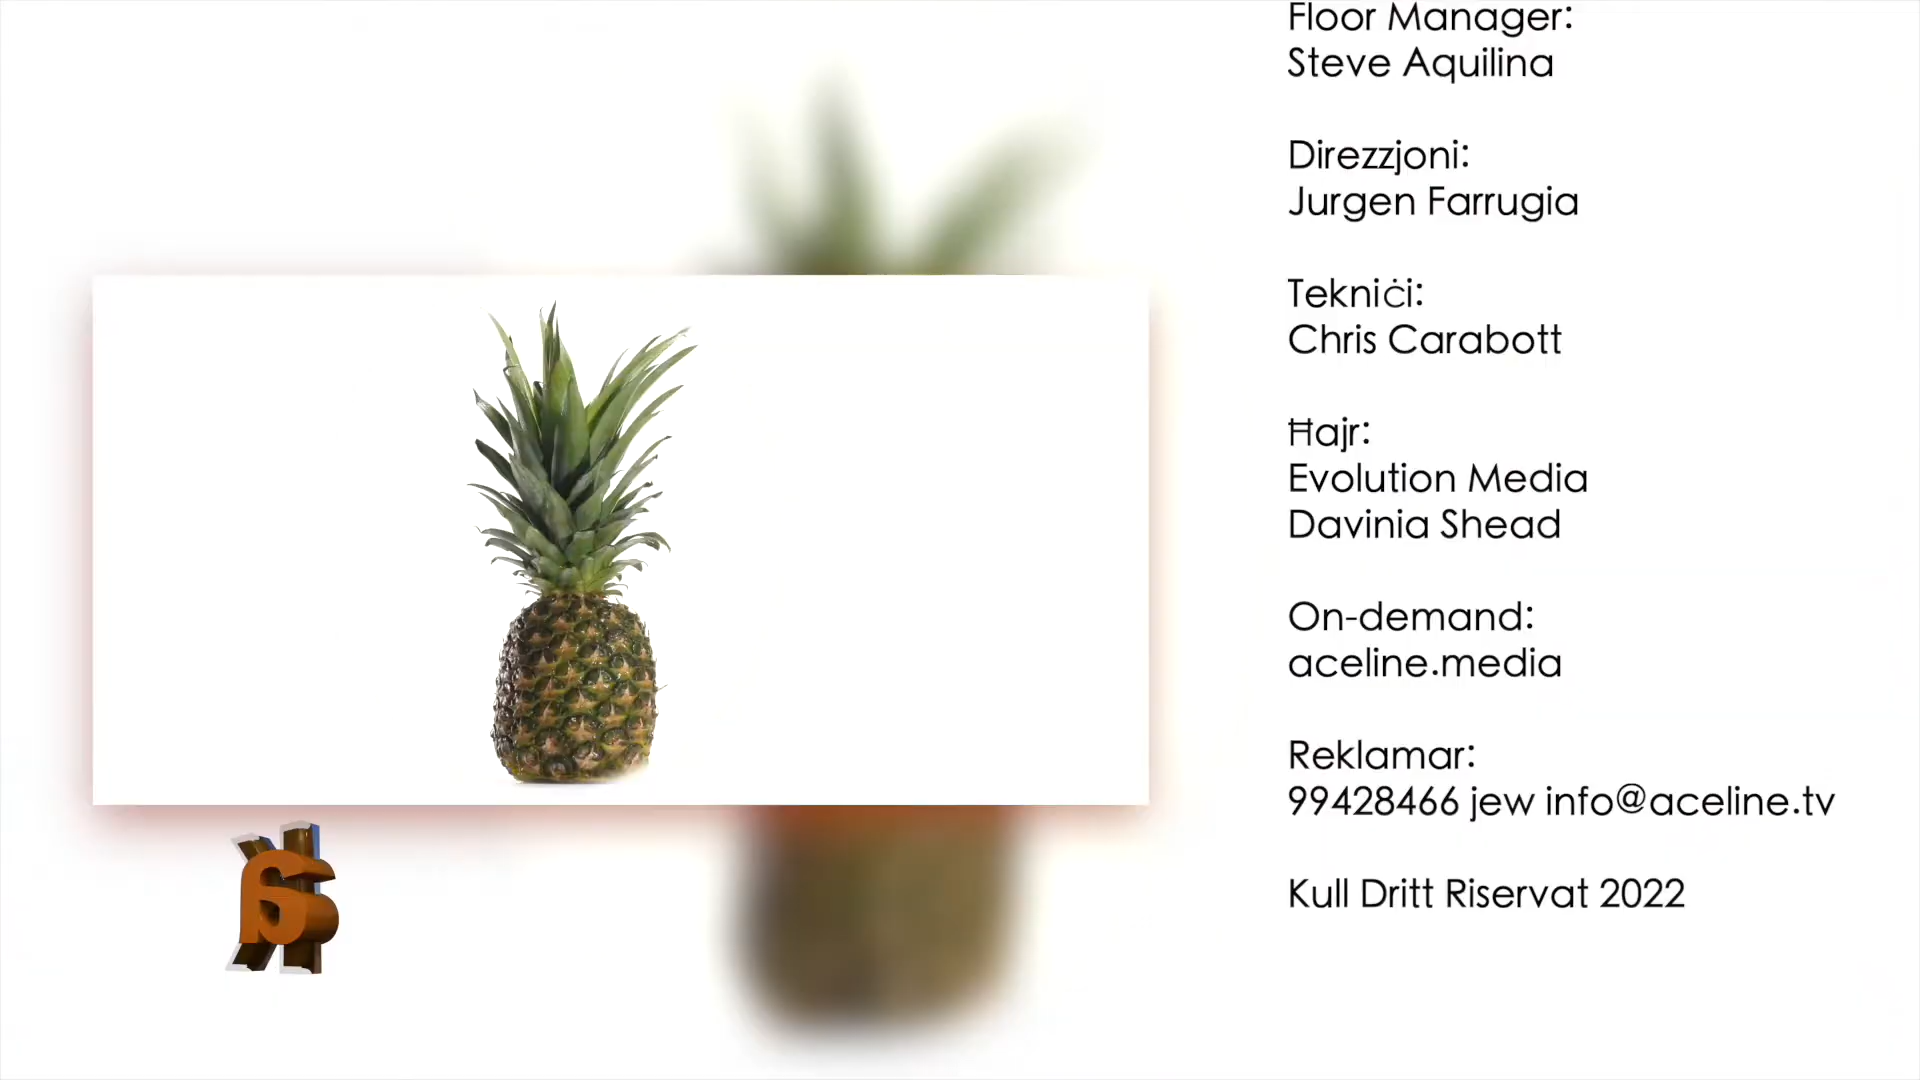 Floor Manager:
Steve Aquilina
Direzzjoni:
Jurgen Farrugia
Tekniċi:
Chris Carabott
Ħajr:
Evolution Media
Davinia Shead
On-demand:
aceline.media
Reklamar:
99428466 jew info@aceline.tv
Kull Dritt Riservat 2022